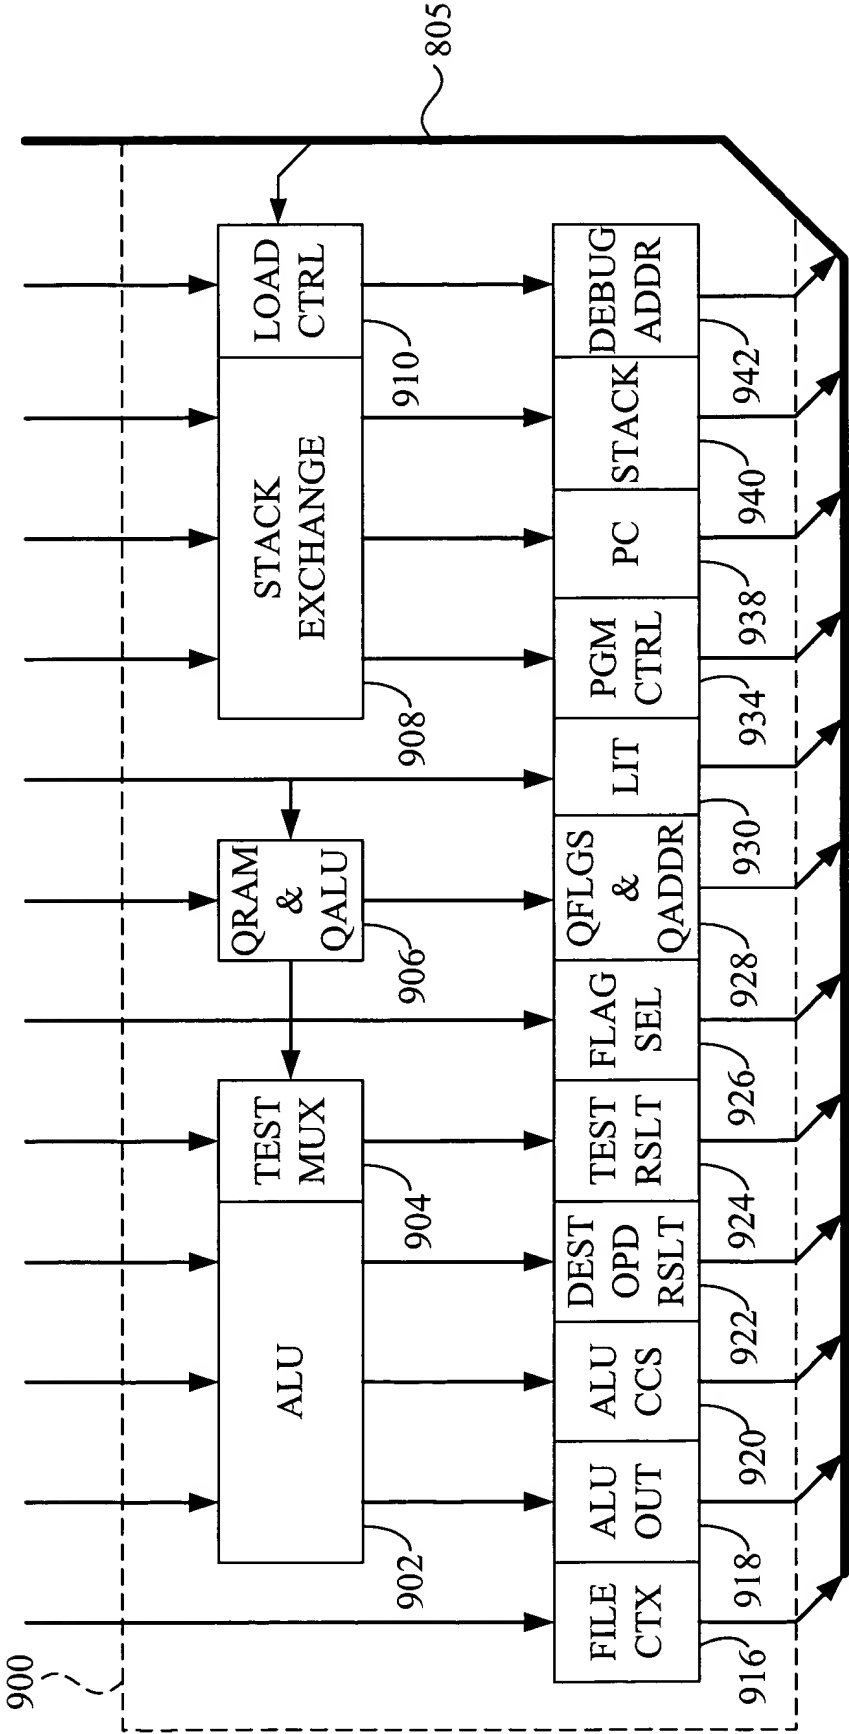 900
805
ALU
TEST
MUX
QRAM
&
QALU
STACK
EXCHANGE
LOAD
CTRL
902
904
906
908
910
FILE
CTX
ALU
OUT
ALU
CCS
DEST
OPD
RSLT
TEST
RSLT
FLAG
SEL
QFLGS
&
QADDR
LIT
PGM
CTRL
PC
STACK
DEBUG
ADDR
916
918
920
922
924
926
928
930
934
938
940
942